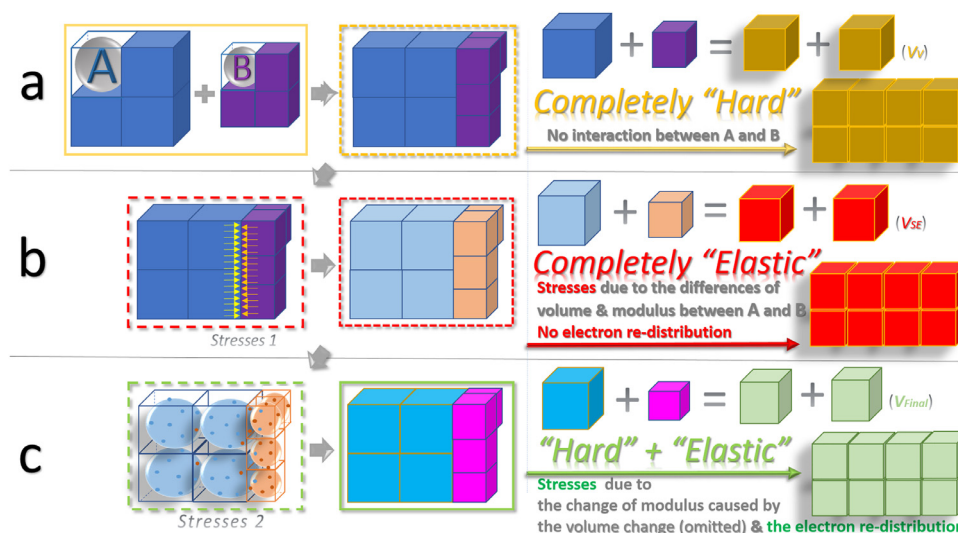 a
A
+
B
+
=
+
(Vv)
Completely "Hard"
No interaction between A and B
b
Stresses 1
+
=
+
(VSE)
Completely "Elastic"
Stresses due to the differences of
volume & modulus between A and B
No electron re-distribution
c
Stresses 2
+
=
+
(VFinal)
"Hard" + "Elastic"
Stresses due to
the change of modulus caused by
the volume change (omitted) & the electron re-distribution